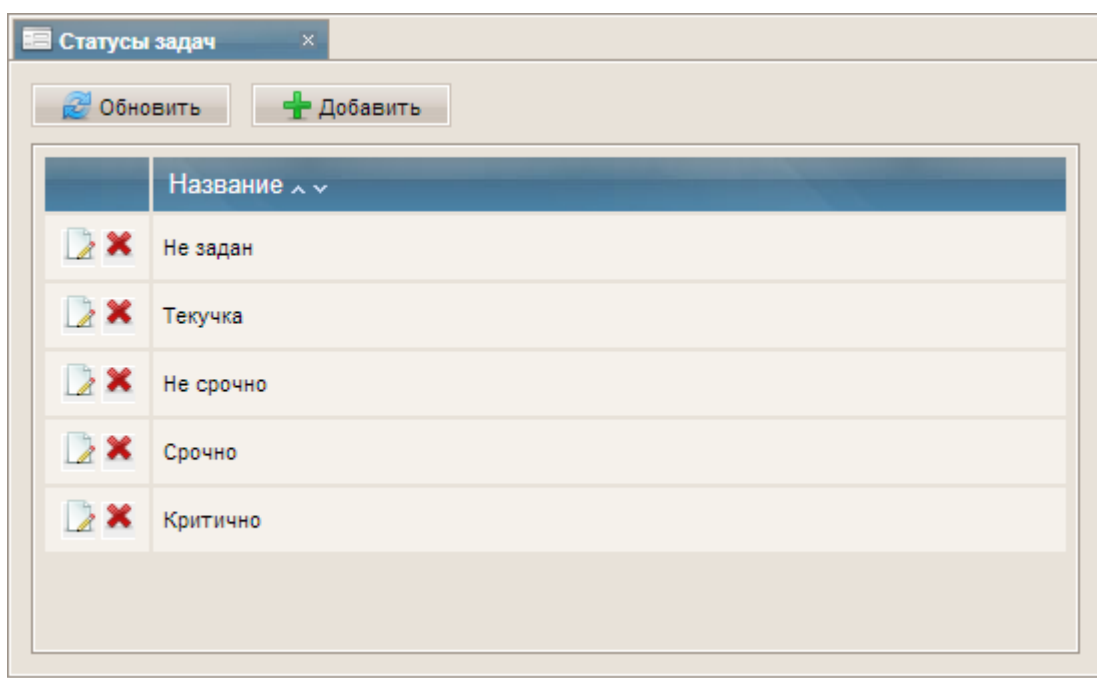 Статусы задач
Обновить Добавить
Название
Не задан
Текучка
Не срочно
Срочно
Критично